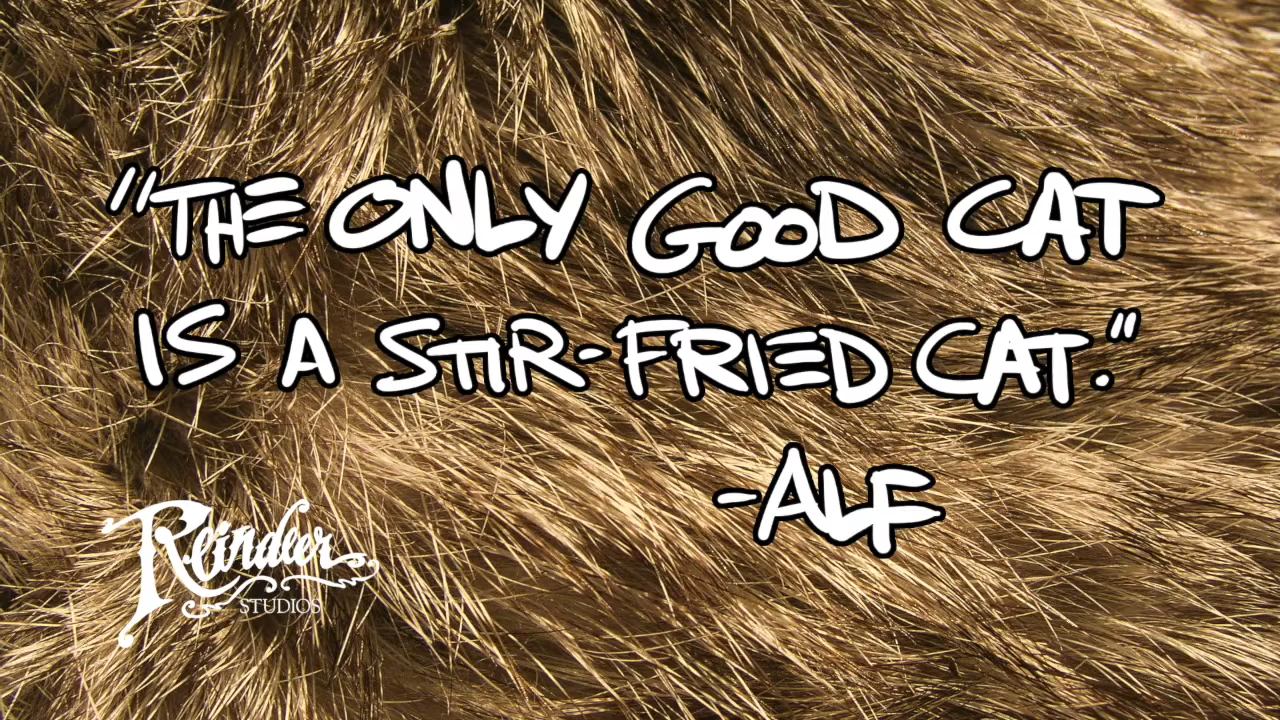 "THE ONLY GOOD CAT
IS A STIR-FRIED CAT."
-ALF
Reindeer
STUDIOS